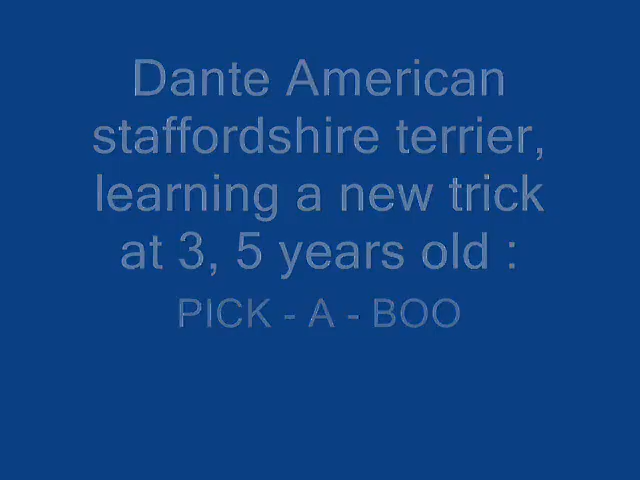 Dante American
staffordshire terrier,
learning a new trick
at 3, 5 years old :
PICK - A - BOO